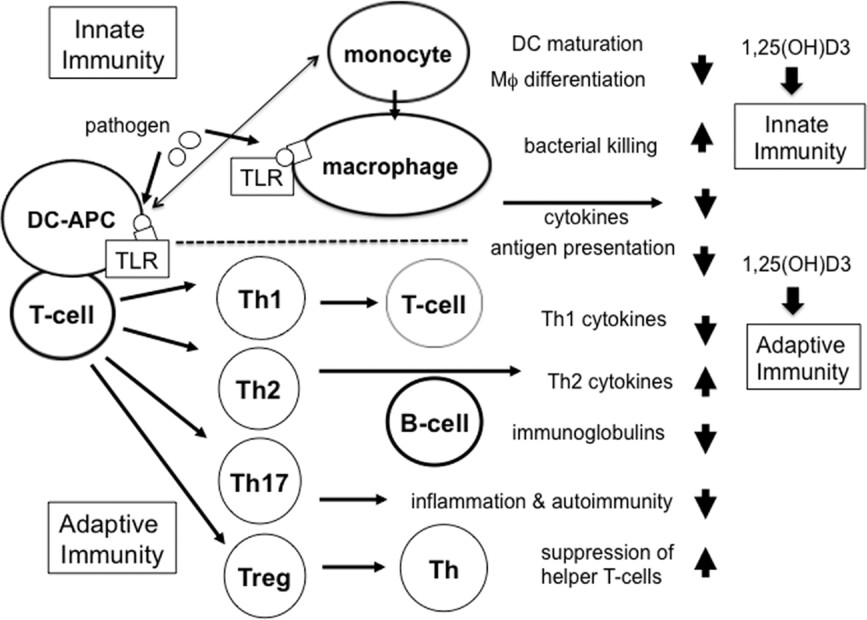 Innate
Immunity
monocyte
DC maturation
Mϕ differentiation
1,25(OH)D3
pathogen
bacterial killing
Innate
Immunity
TLR
macrophage
DC-APC
cytokines
antigen presentation
TLR
1,25(OH)D3
T-cell
Th1
T-cell
Th1 cytokines
Adaptive
Immunity
Th2
Th2 cytokines
B-cell
immunoglobulins
Th17
inflammation & autoimmunity
Adaptive
Immunity
Treg
Th
suppression of
helper T-cells